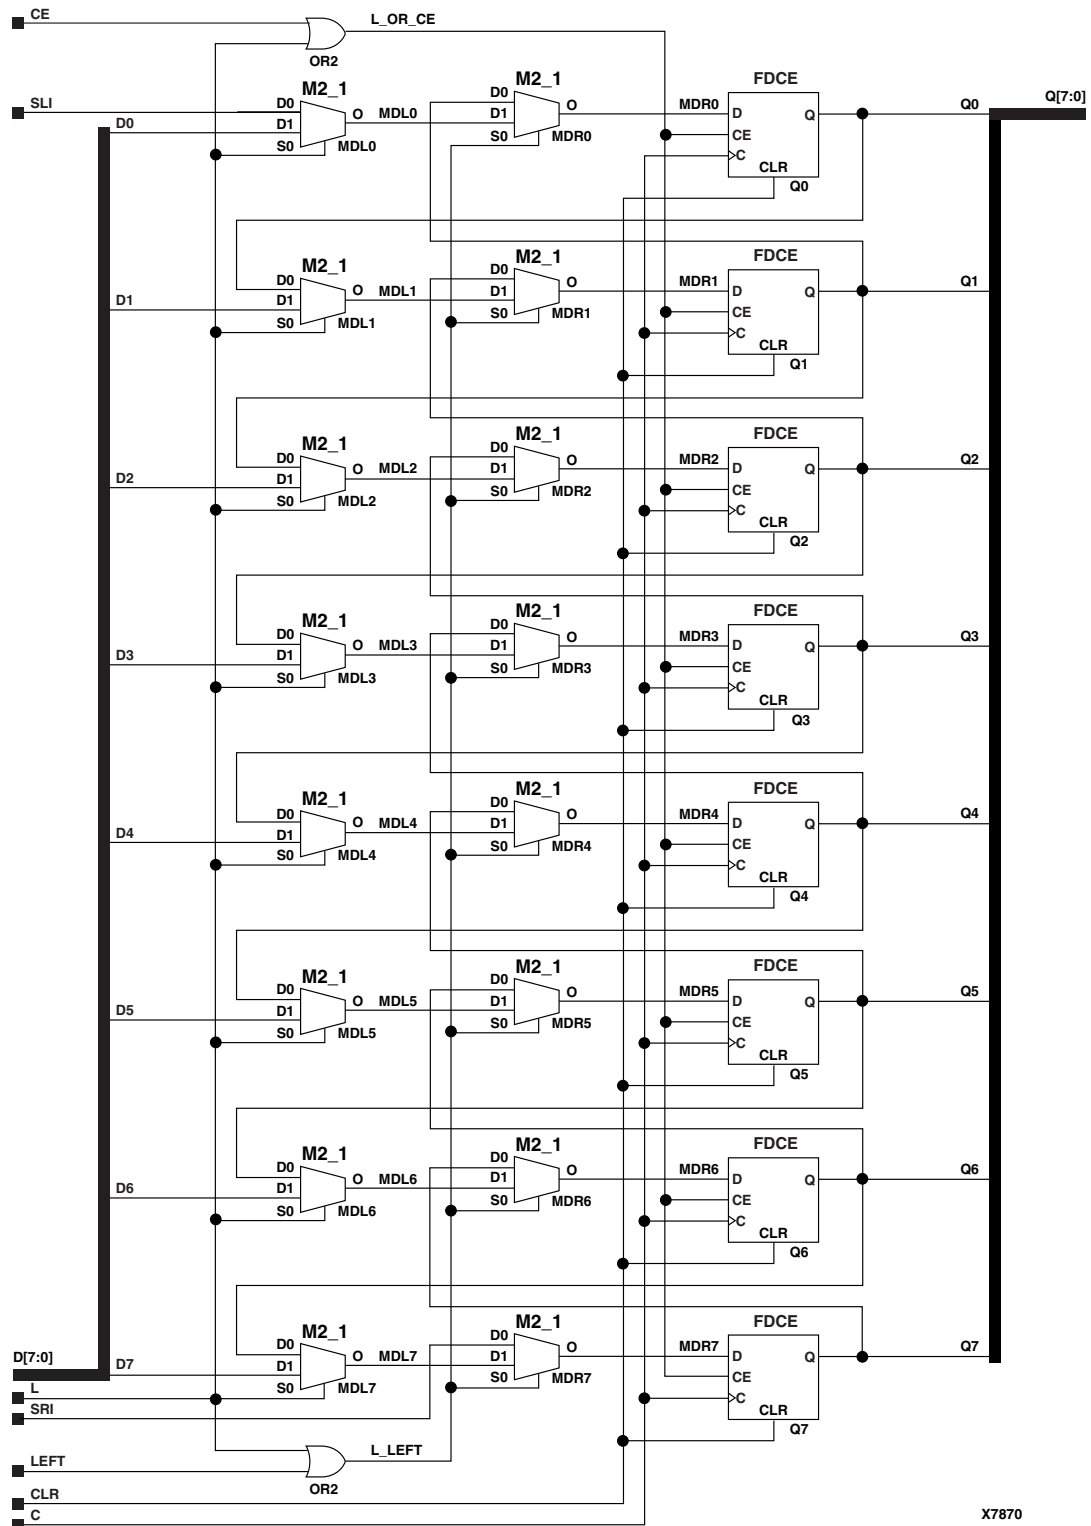 CE
L_OR_CE
OR2
SLI
M2_1
M2_1
FDCE
Q[7:0]
D0 D0 O MDL0 D0 O MDR0 D Q Q0
D1 D1 CE
S0 MDL0 S0 MDR0 C
CLR
Q0
M2_1 M2_1 FDCE
D1 D0 O MDL1 D0 O MDR1 D Q Q1
D1 D1 CE
S0 MDL1 S0 MDR1 C
CLR
Q1
M2_1 M2_1 FDCE
D2 D0 O MDL2 D0 O MDR2 D Q Q2
D1 D1 CE
S0 MDL2 S0 MDR2 C
CLR
Q2
M2_1 M2_1 FDCE
D3 D0 O MDL3 D0 O MDR3 D Q Q3
D1 D1 CE
S0 MDL3 S0 MDR3 C
CLR
Q3
M2_1 M2_1 FDCE
D4 D0 O MDL4 D0 O MDR4 D Q Q4
D1 D1 CE
S0 MDL4 S0 MDR4 C
CLR
Q4
M2_1 M2_1 FDCE
D5 D0 O MDL5 D0 O MDR5 D Q Q5
D1 D1 CE
S0 MDL5 S0 MDR5 C
CLR
Q5
M2_1 M2_1 FDCE
D6 D0 O MDL6 D0 O MDR6 D Q Q6
D1 D1 CE
S0 MDL6 S0 MDR6 C
CLR
Q6
M2_1 M2_1 FDCE
D[7:0] D7 D0 O MDL7 D0 O MDR7 D Q Q7
D1 D1 CE
S0 MDL7 S0 MDR7 C
CLR
Q7
L
SRI
L_LEFT
LEFT
OR2
CLR
C
X7870